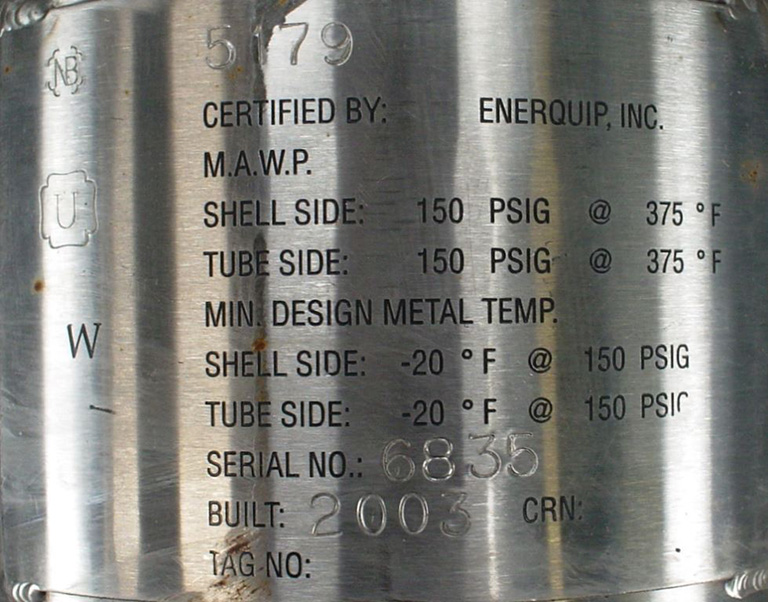 NB 5179
CERTIFIED BY: ENERQUIP, INC.
M.A.W.P.
U SHELL SIDE: 150 PSIG @ 375 °F
TUBE SIDE: 150 PSIG @ 375 °F
MIN. DESIGN METAL TEMP.
W SHELL SIDE: -20 °F @ 150 PSIG
TUBE SIDE: -20 °F @ 150 PSIG
SERIAL NO.: 6835
BUILT: 2003 CRN:
TAG NO: